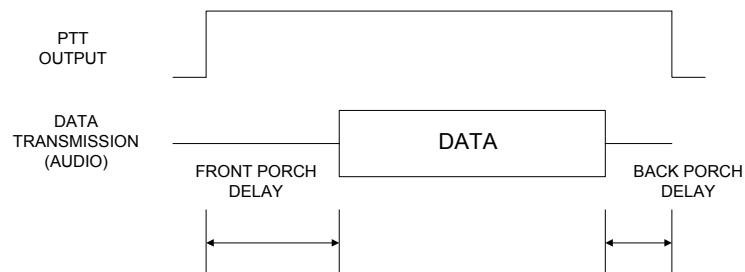 PTT
OUTPUT
DATA
TRANSMISSION
(AUDIO)
DATA
FRONT PORCH
DELAY
BACK PORCH
DELAY